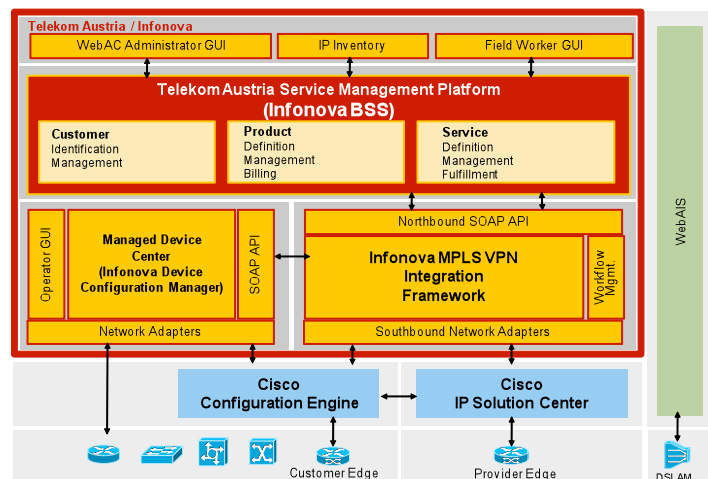 Telekom Austria / Infonova
WebAC Administrator GUI
IP Inventory
Field Worker GUI
Telekom Austria Service Management Platform
(Infonova BSS)
Customer
Identification
Management
Product
Definition
Management
Billing
Service
Definition
Management
Fulfillment
Operator GUI
Managed Device
Center
(Infonova Device
Configuration Manager)
SOAP API
Network Adapters
Northbound SOAP API
Infonova MPLS VPN
Integration
Framework
Workflow
Mgmt.
Southbound Network Adapters
WebAIS
Cisco
Configuration Engine
Cisco
IP Solution Center
Customer Edge
Provider Edge
DSLAM